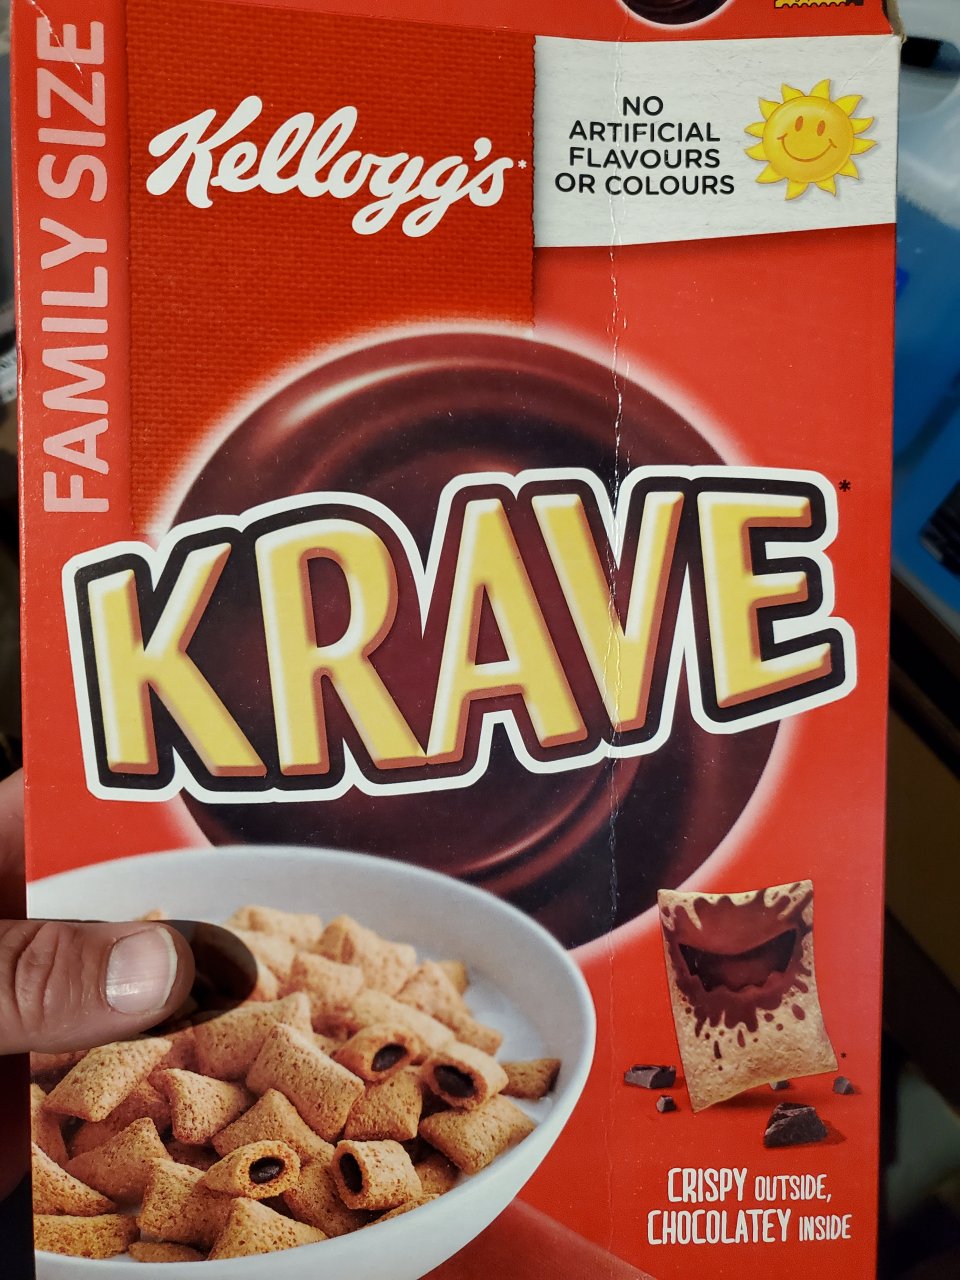 FAMILY SIZE
Kellogg's*
NO
ARTIFICIAL
FLAVOURS
OR COLOURS
KRAVE*
*
CRISPY OUTSIDE,
CHOCOLATEY INSIDE